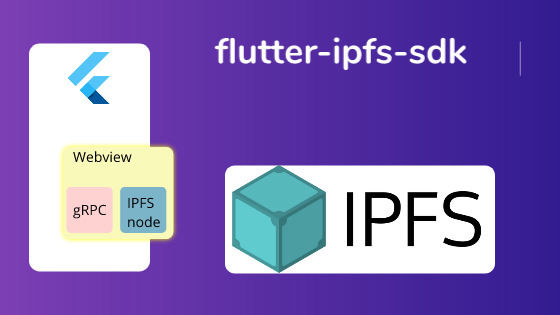 flutter-ipfs-sdk
Webview
gRPC
IPFS
node
IPFS